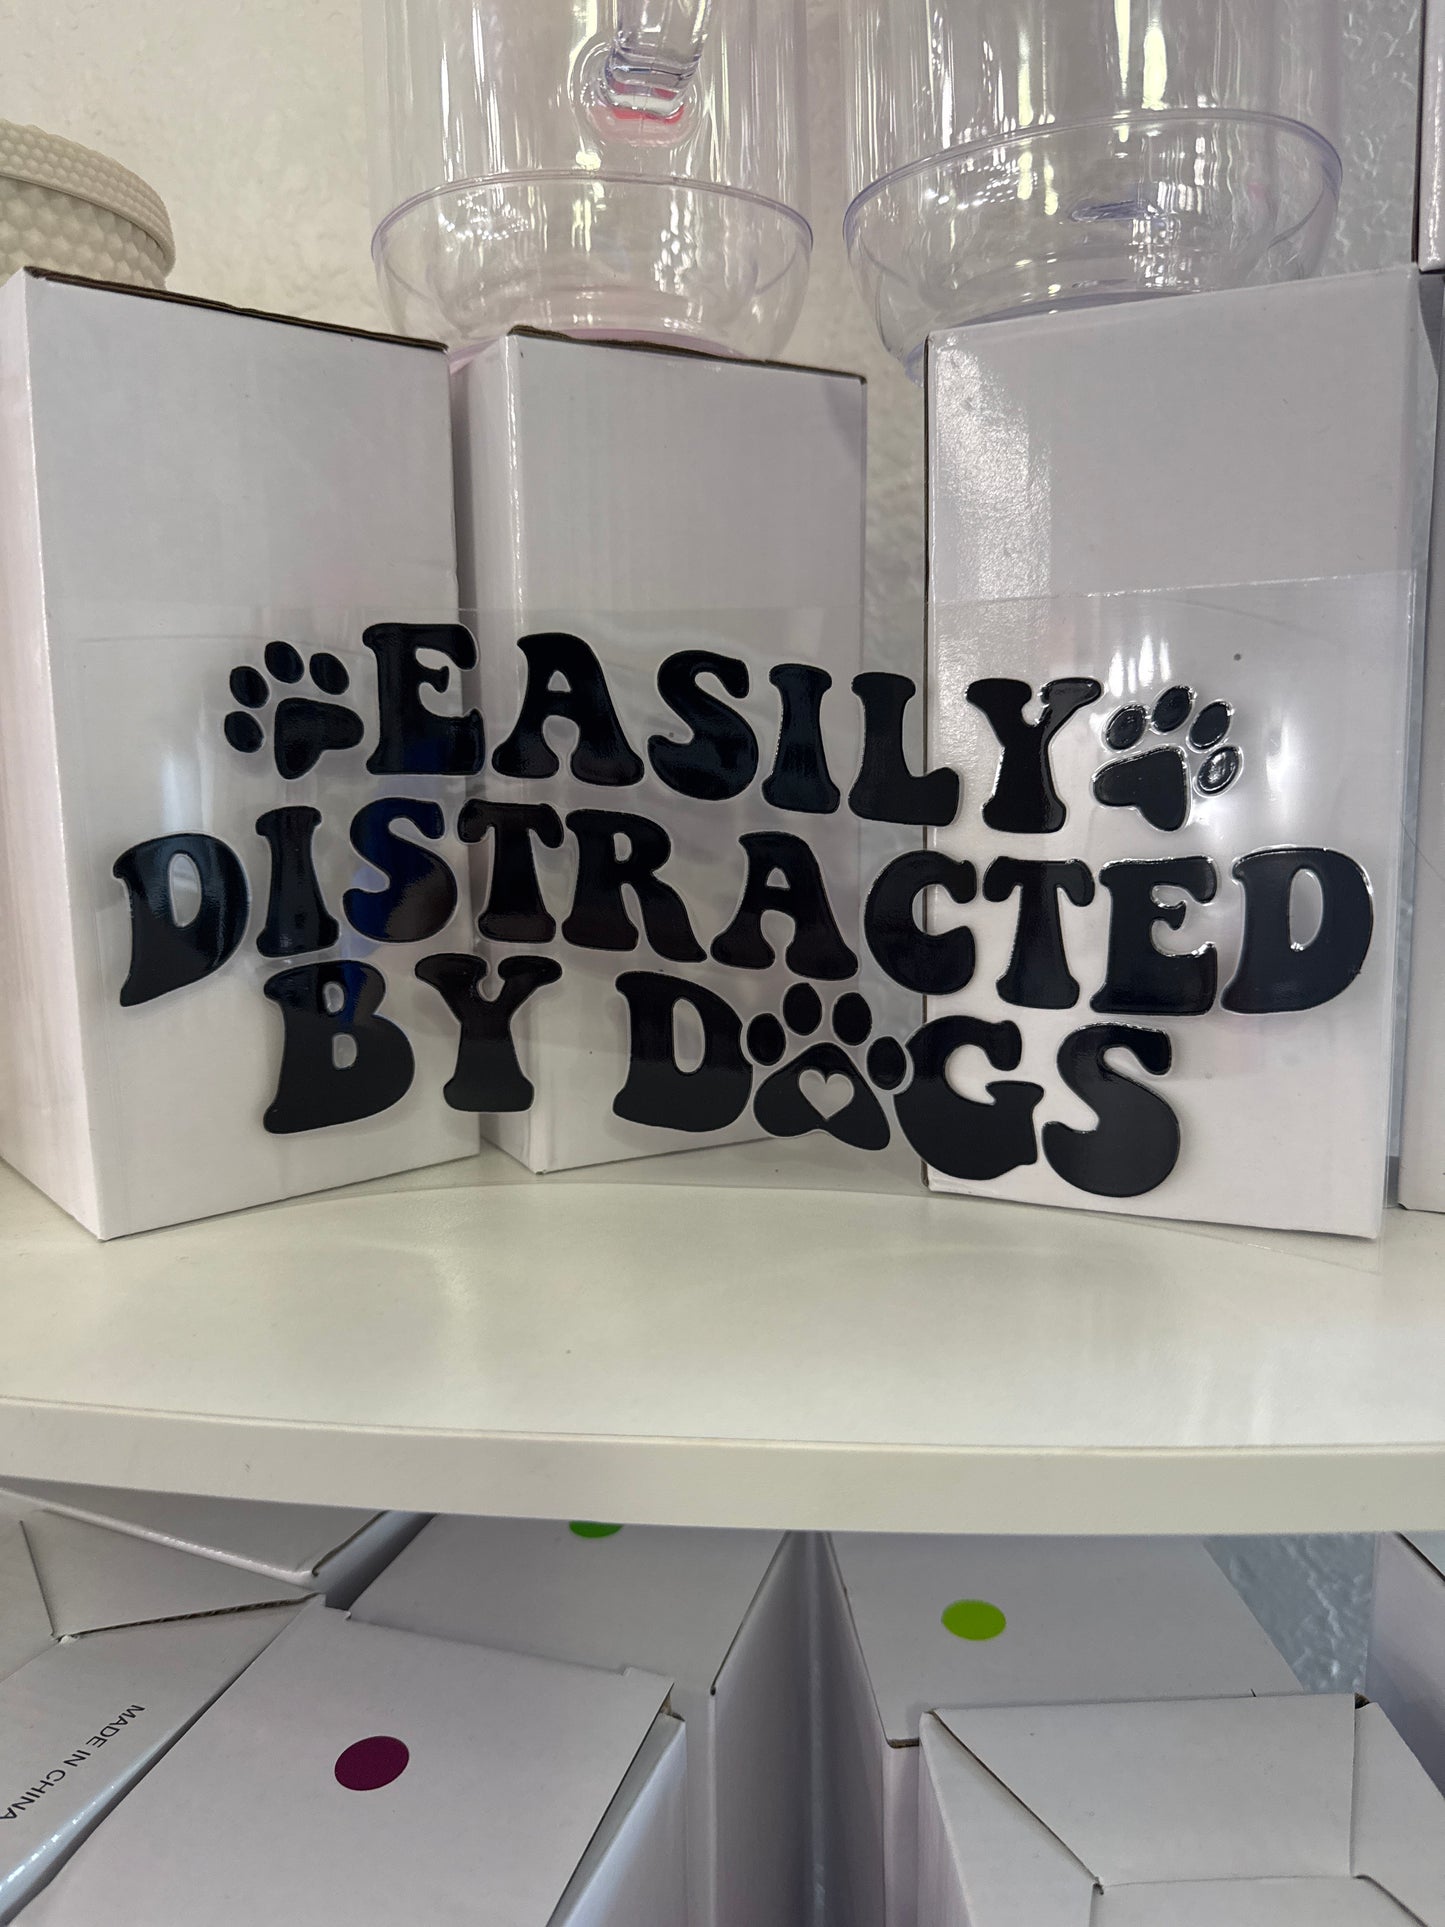 EASILY
DISTRACTED
BY DOGS
MADE IN CHINA